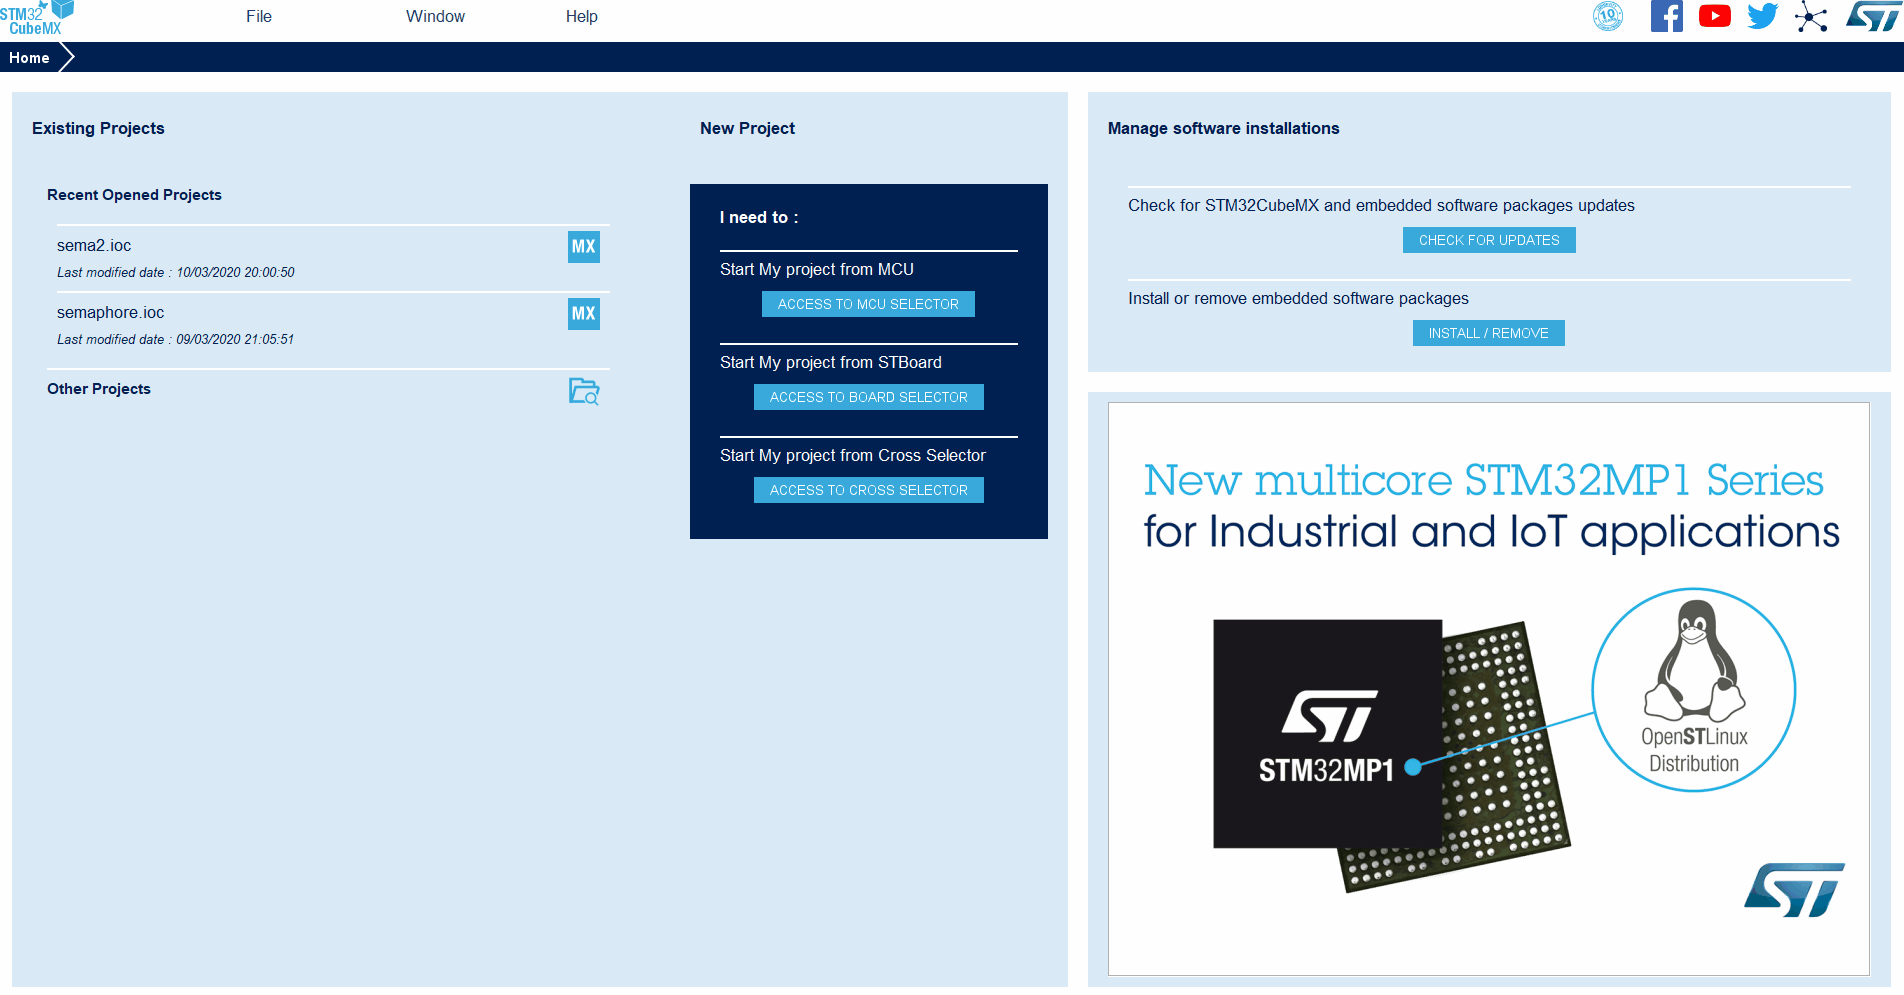 STM32
CubeMX
File
Window
Help
10
Home
Existing Projects
Recent Opened Projects
sema2.ioc
MX
Last modified date : 10/03/2020 20:00:50
semaphore.ioc
MX
Last modified date : 09/03/2020 21:05:51
Other Projects
New Project
I need to :
Start My project from MCU
ACCESS TO MCU SELECTOR
Start My project from STBoard
ACCESS TO BOARD SELECTOR
Start My project from Cross Selector
ACCESS TO CROSS SELECTOR
Manage software installations
Check for STM32CubeMX and embedded software packages updates
CHECK FOR UPDATES
Install or remove embedded software packages
INSTALL / REMOVE
New multicore STM32MP1 Series
for Industrial and IoT applications
ST
STM32MP1
OpenSTLinux
Distribution
ST